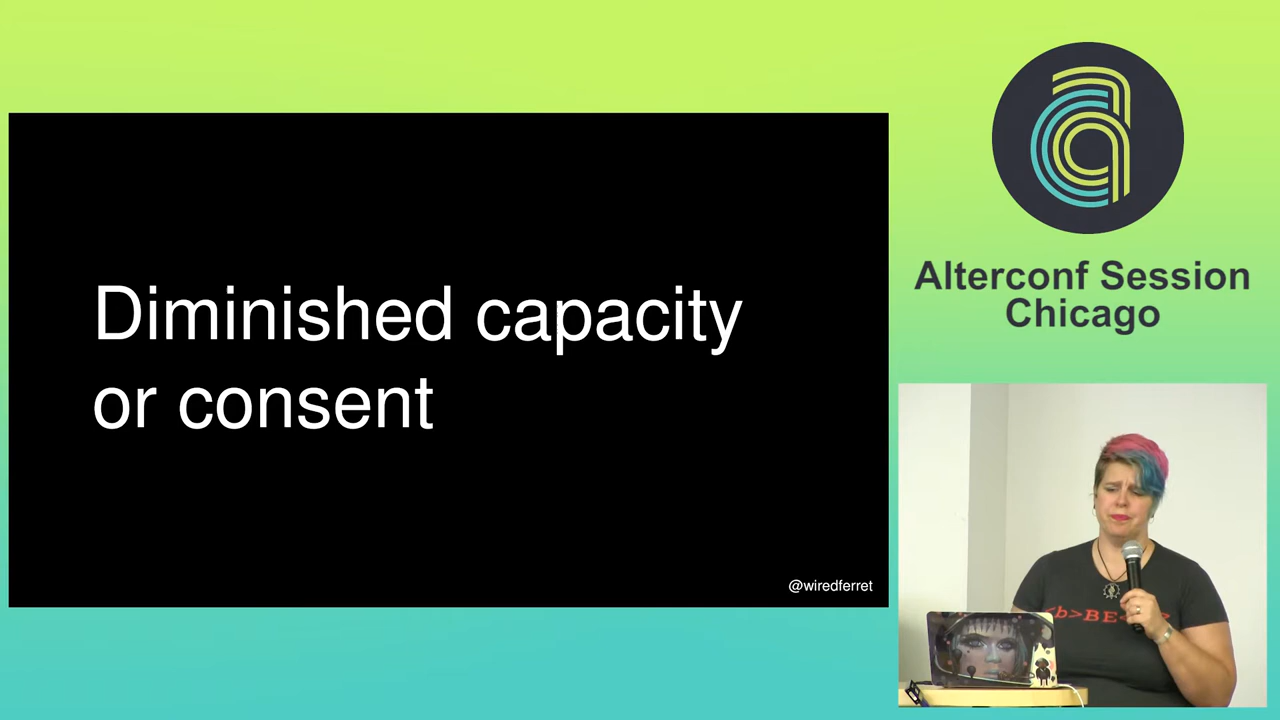 Diminished capacity
or consent
@wiredferret
Alterconf Session
Chicago